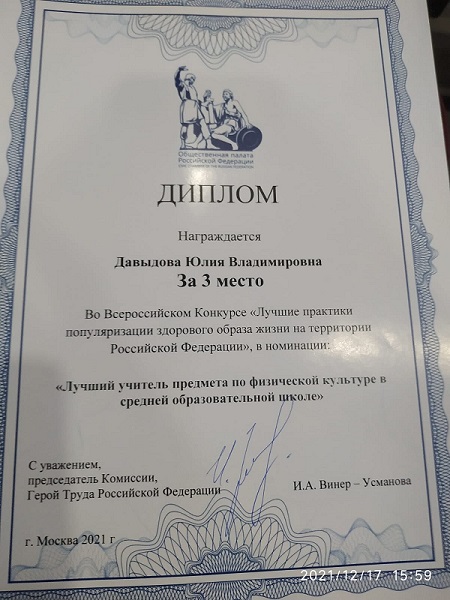 Общественная палата
Российской Федерации
ДИПЛОМ
Награждается
Давыдова Юлия Владимировна
За 3 место
Во Всероссийском Конкурсе «Лучшие практики
популяризации здорового образа жизни на территории
Российской Федерации», в номинации:
«Лучший учитель предмета по физической культуре в
средней образовательной школе»
С уважением,
председатель Комиссии,
Герой Труда Российской Федерации
И.А. Винер – Усманова
г. Москва 2021 г
2021/12/17 15:59